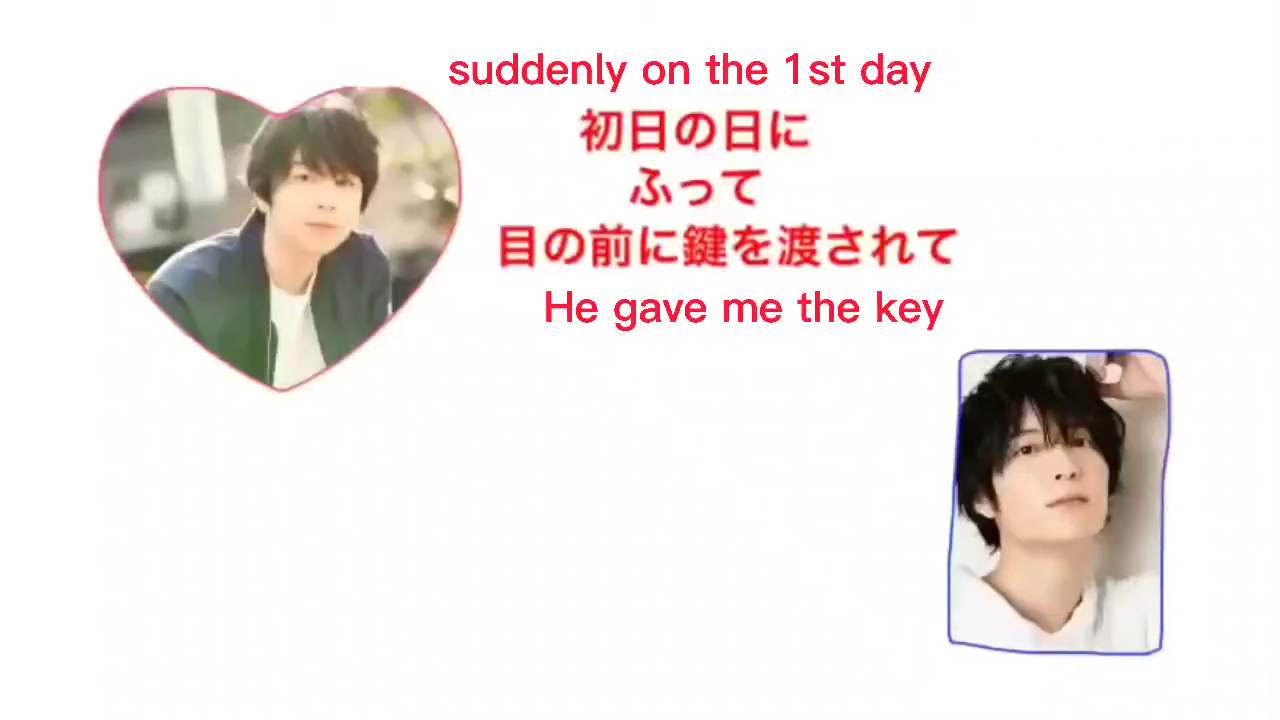 suddenly on the 1st day
初日の日に
ふって
目の前に鍵を渡されて
He gave me the key